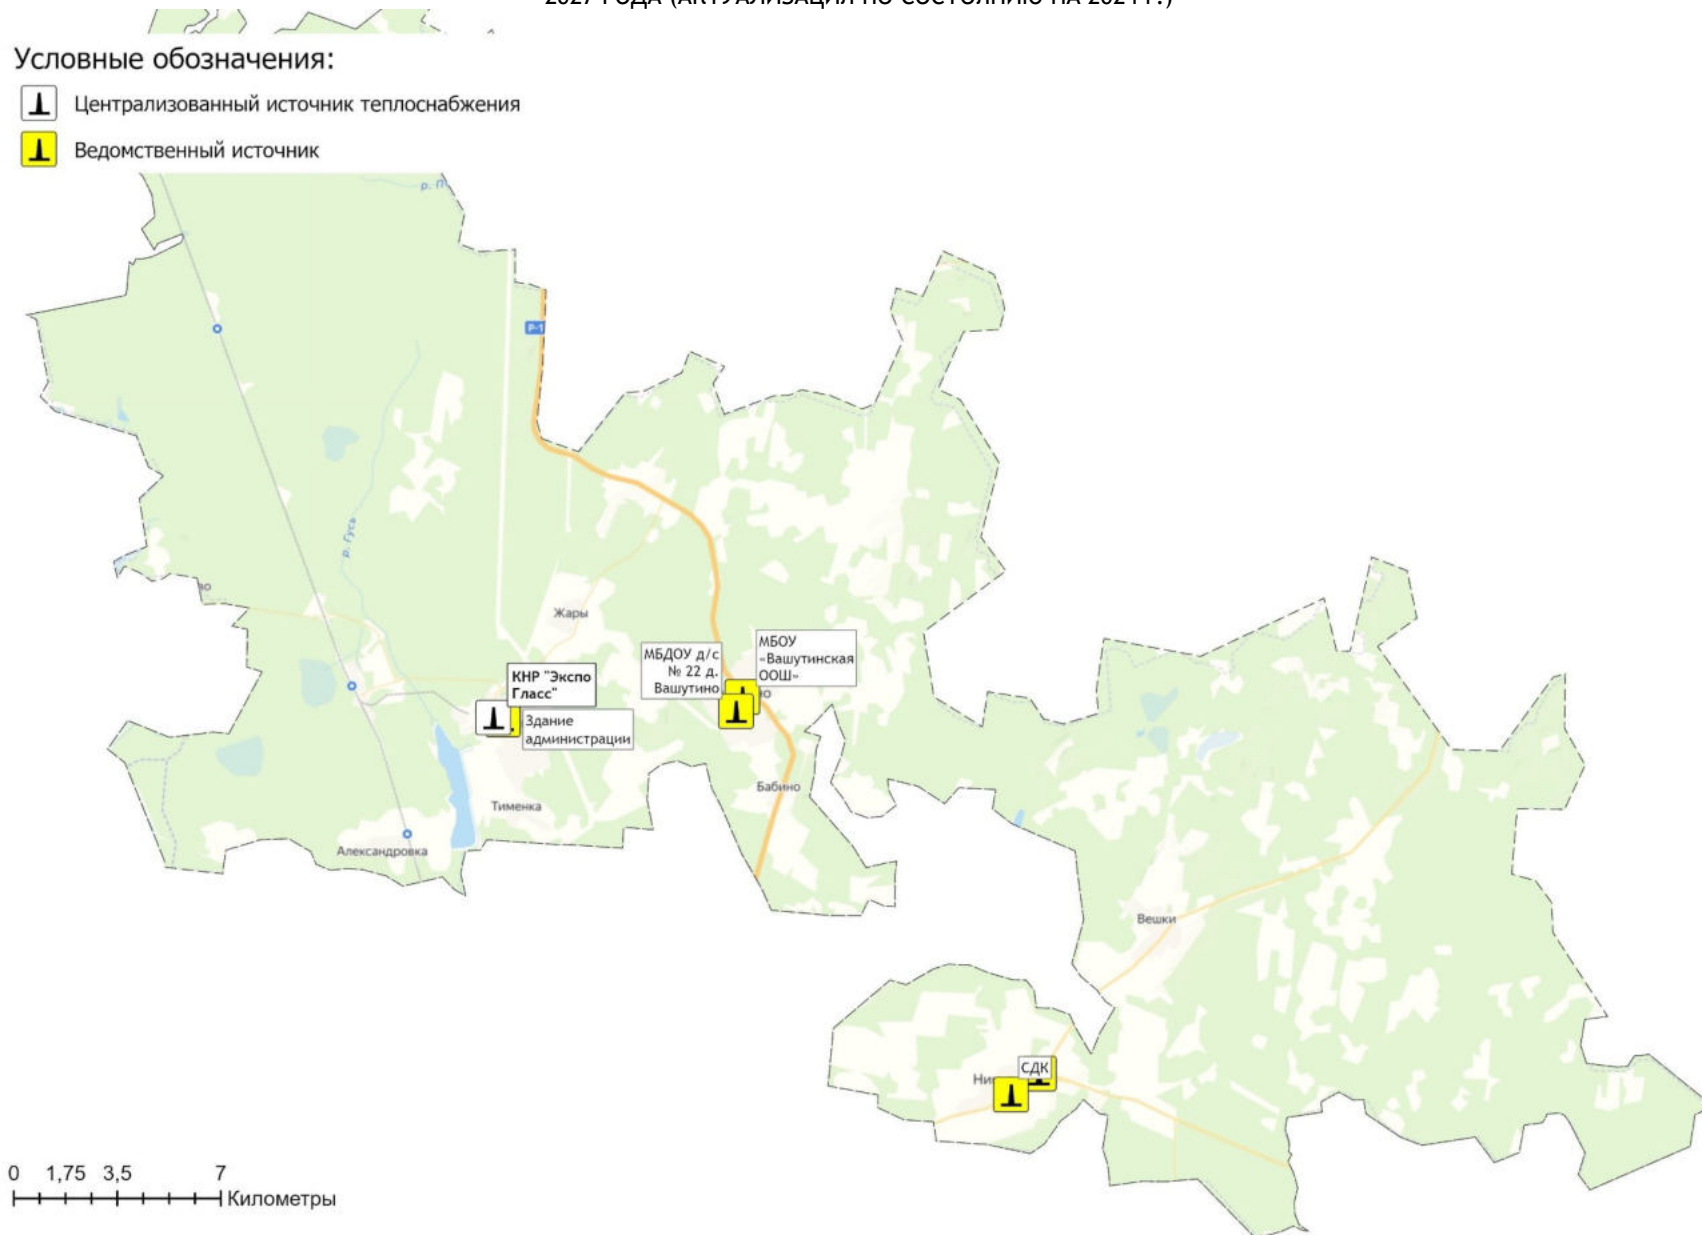 Условные обозначения:
Централизованный источник теплоснабжения
Ведомственный источник
р. П
Р-1
р. Гусь
Жары
МБДОУ д/с
№ 22 д.
Вашутино
МБОУ
«Вашутинская
ООШ»
КНР "Экспо
Гласс"
Здание
администрации
Бабино
Тименка
Александровка
Вешки
СДК
0 1,75 3,5 7
Километры